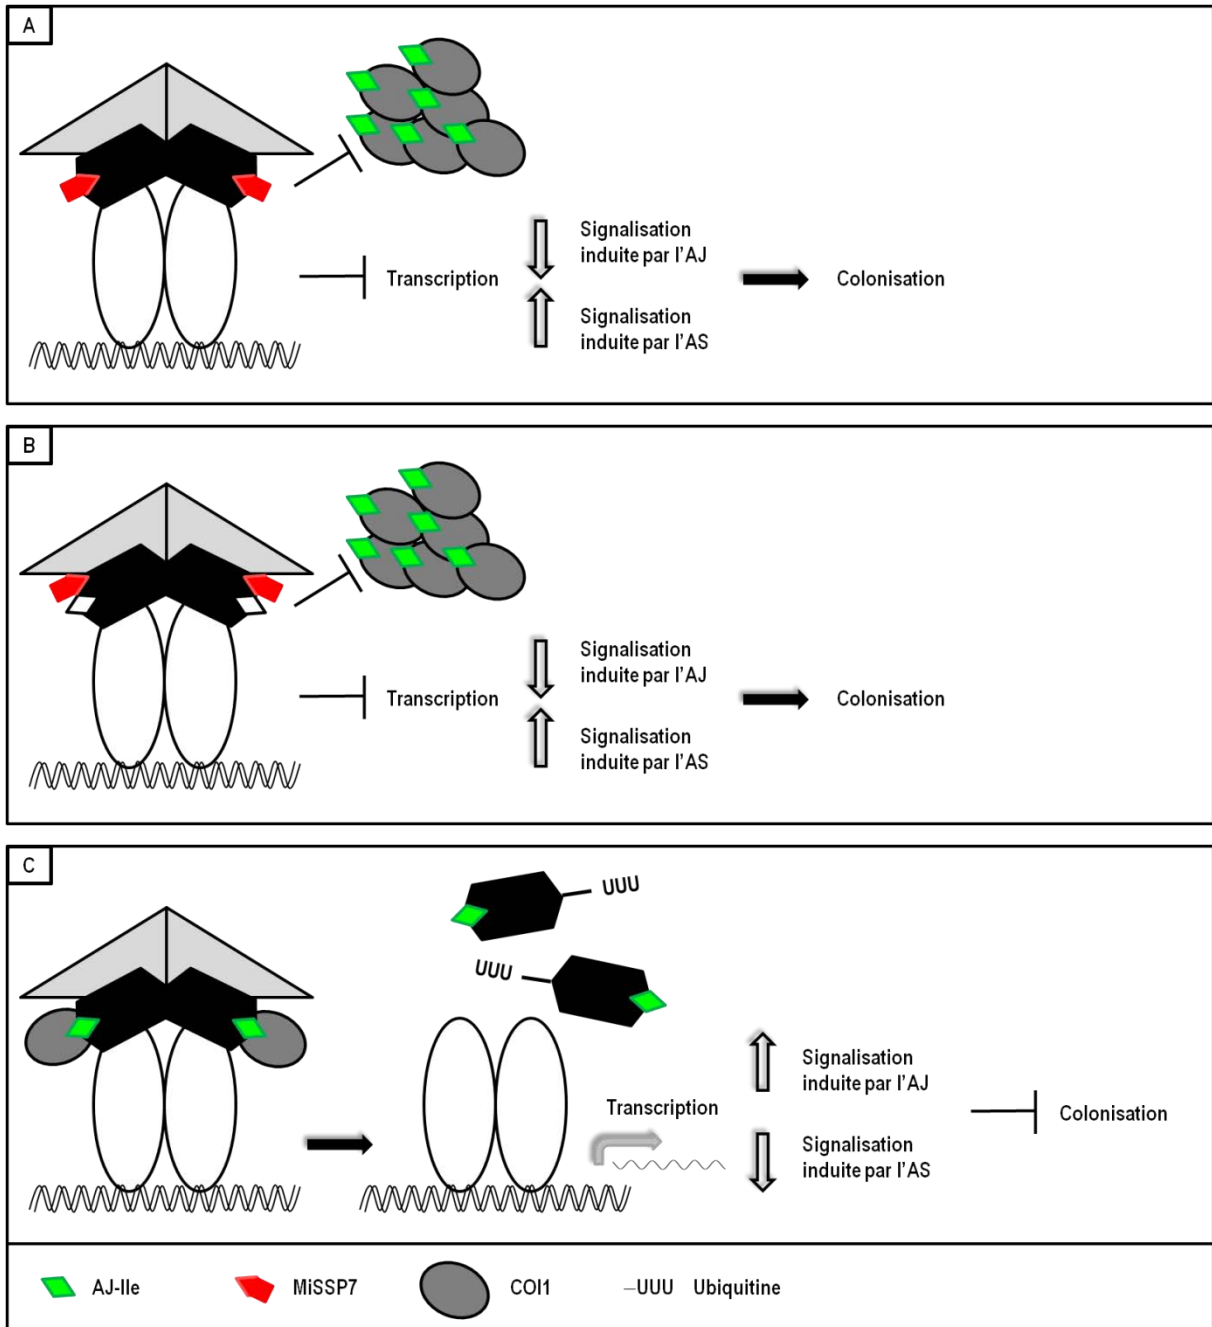 A
Signalisation
induite par l'AJ
Transcription
Colonisation
Signalisation
induite par l'AS
B
Signalisation
induite par l'AJ
Transcription
Colonisation
Signalisation
induite par l'AS
C
UUU
UUU
Signalisation
induite par l'AJ
Transcription
Colonisation
Signalisation
induite par l'AS
AJ-Ile
MiSSP7
COI1
–UUU Ubiquitine